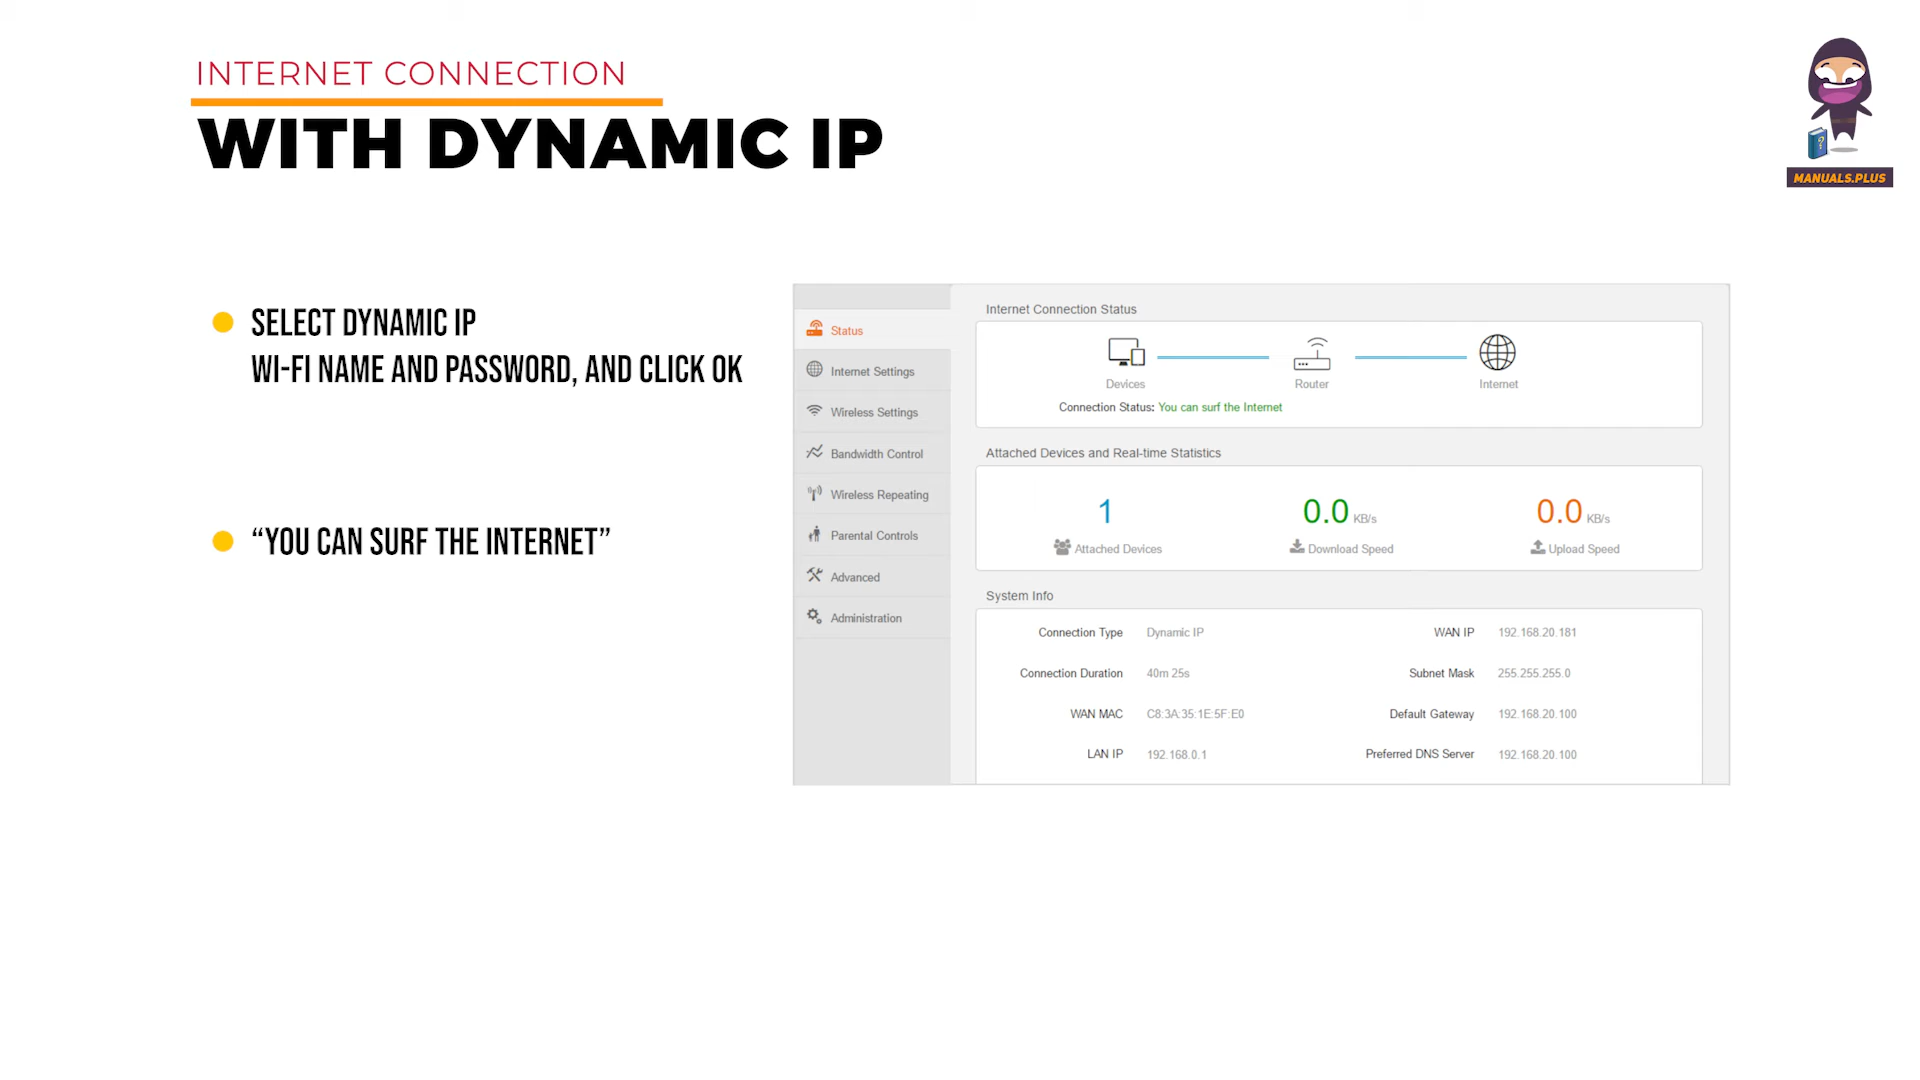 INTERNET CONNECTION
WITH DYNAMIC IP
MANUALS.PLUS
SELECT DYNAMIC IP
WI-FI NAME AND PASSWORD, AND CLICK OK
“YOU CAN SURF THE INTERNET”
Status
Internet Settings
Wireless Settings
Bandwidth Control
Wireless Repeating
Parental Controls
Advanced
Administration
Internet Connection Status
Devices Router Internet
Connection Status: You can surf the Internet
Attached Devices and Real-time Statistics
1 0.0 KB/s 0.0 KB/s
Attached Devices Download Speed Upload Speed
System Info
Connection Type Dynamic IP WAN IP 192.168.20.181
Connection Duration 40m 25s Subnet Mask 255.255.255.0
WAN MAC C8:3A:35:1E:5F:E0 Default Gateway 192.168.20.100
LAN IP 192.168.0.1 Preferred DNS Server 192.168.20.100